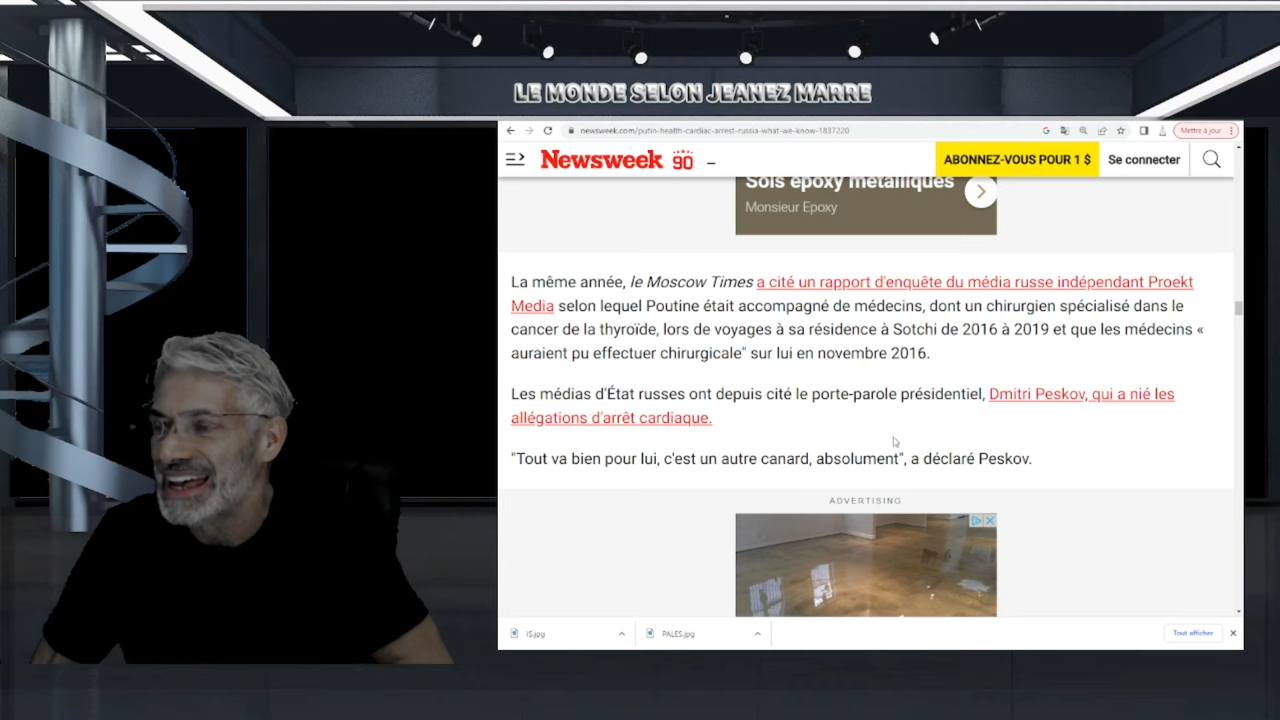 LE MONDE SELON JEANEZ MARRE
newsweek.com/putin-health-cardiac-arrest-russia-what-we-know-1837220
Mettre à jour
Newsweek 90
ABONNEZ-VOUS POUR 1 $
Se connecter
Sols époxy métalliques
Monsieur Epoxy
La même année, le Moscow Times a cité un rapport d'enquête du média russe indépendant Proekt
Media selon lequel Poutine était accompagné de médecins, dont un chirurgien spécialisé dans le
cancer de la thyroïde, lors de voyages à sa résidence à Sotchi de 2016 à 2019 et que les médecins «
auraient pu effectuer chirurgicale" sur lui en novembre 2016.
Les médias d'État russes ont depuis cité le porte-parole présidentiel, Dmitri Peskov, qui a nié les
allégations d'arrêt cardiaque.
"Tout va bien pour lui, c'est un autre canard, absolument", a déclaré Peskov.
ADVERTISING
IS.jpg
PALES.jpg
Tout afficher